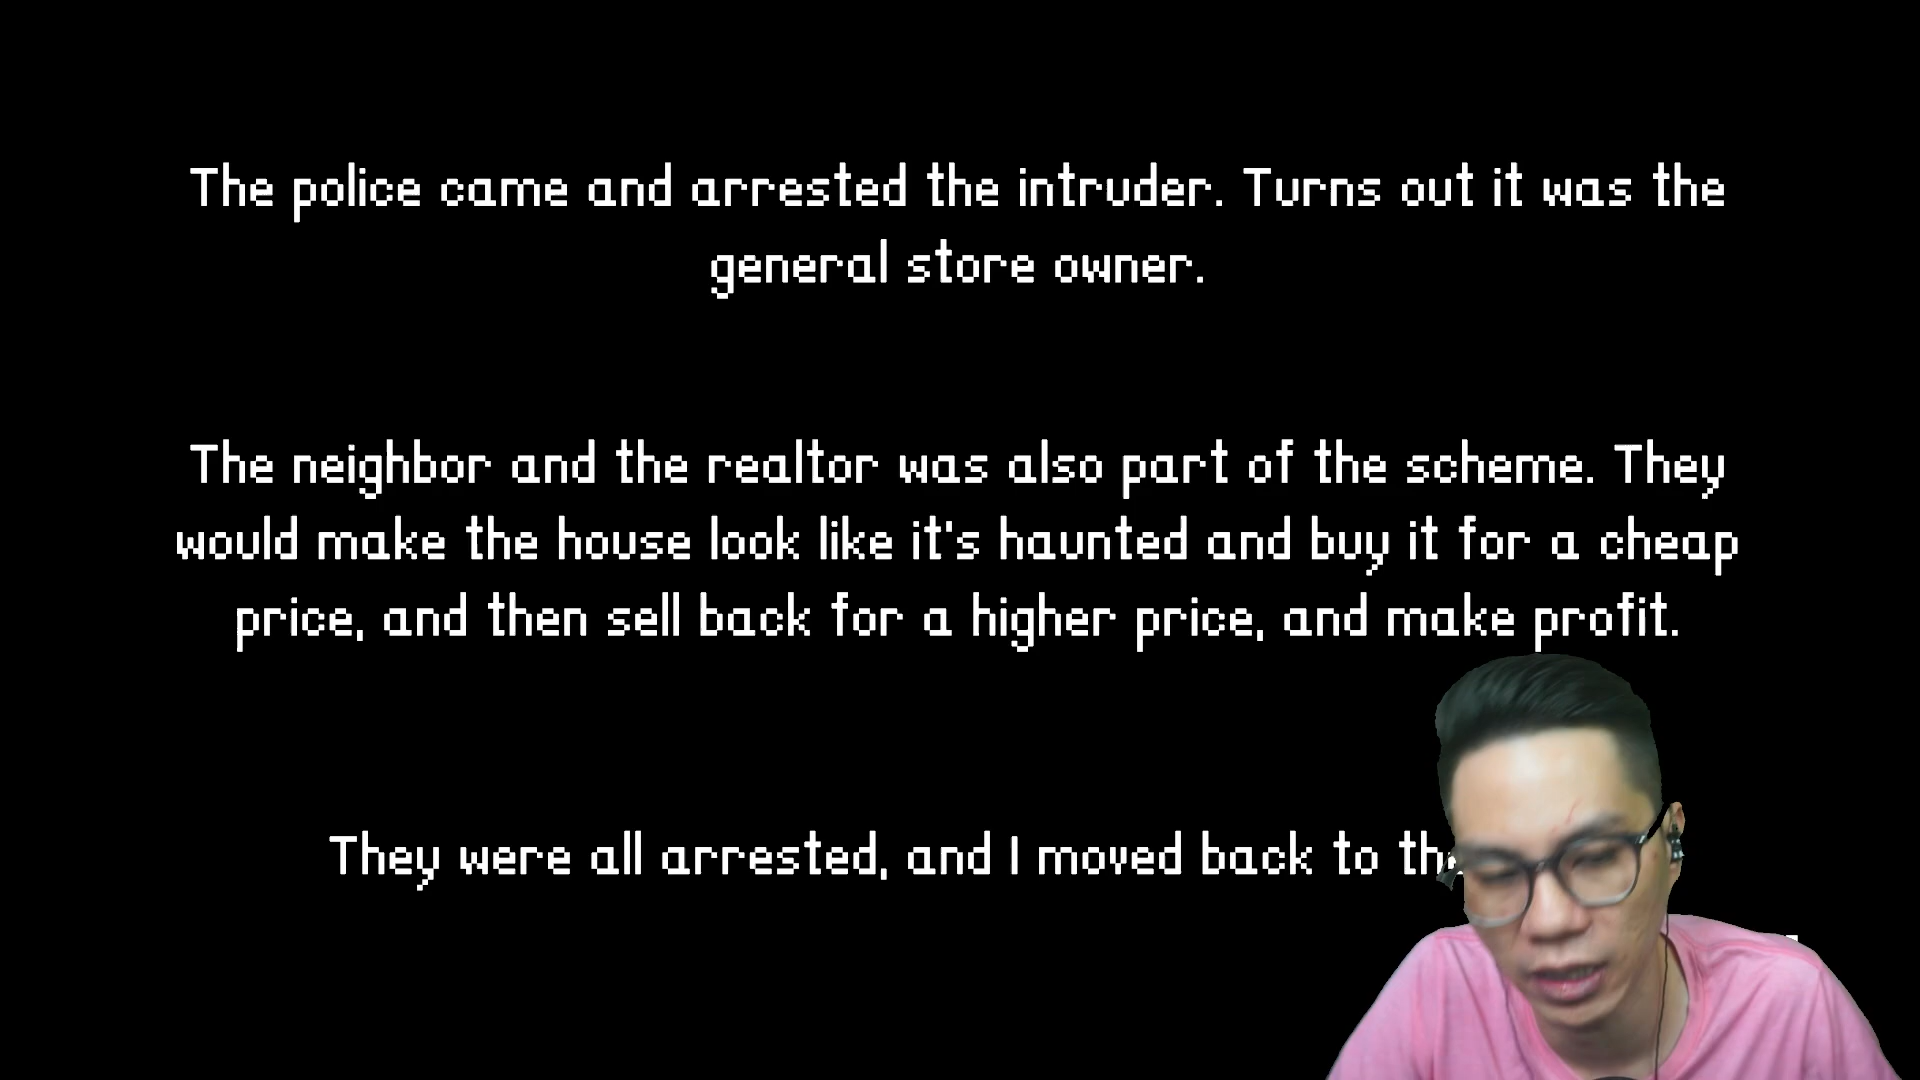 The police came and arrested the intruder. Turns out it was the
general store owner.
The neighbor and the realtor was also part of the scheme. They
would make the house look like it's haunted and buy it for a cheap
price, and then sell back for a higher price, and make profit.
They were all arrested, and I moved back to